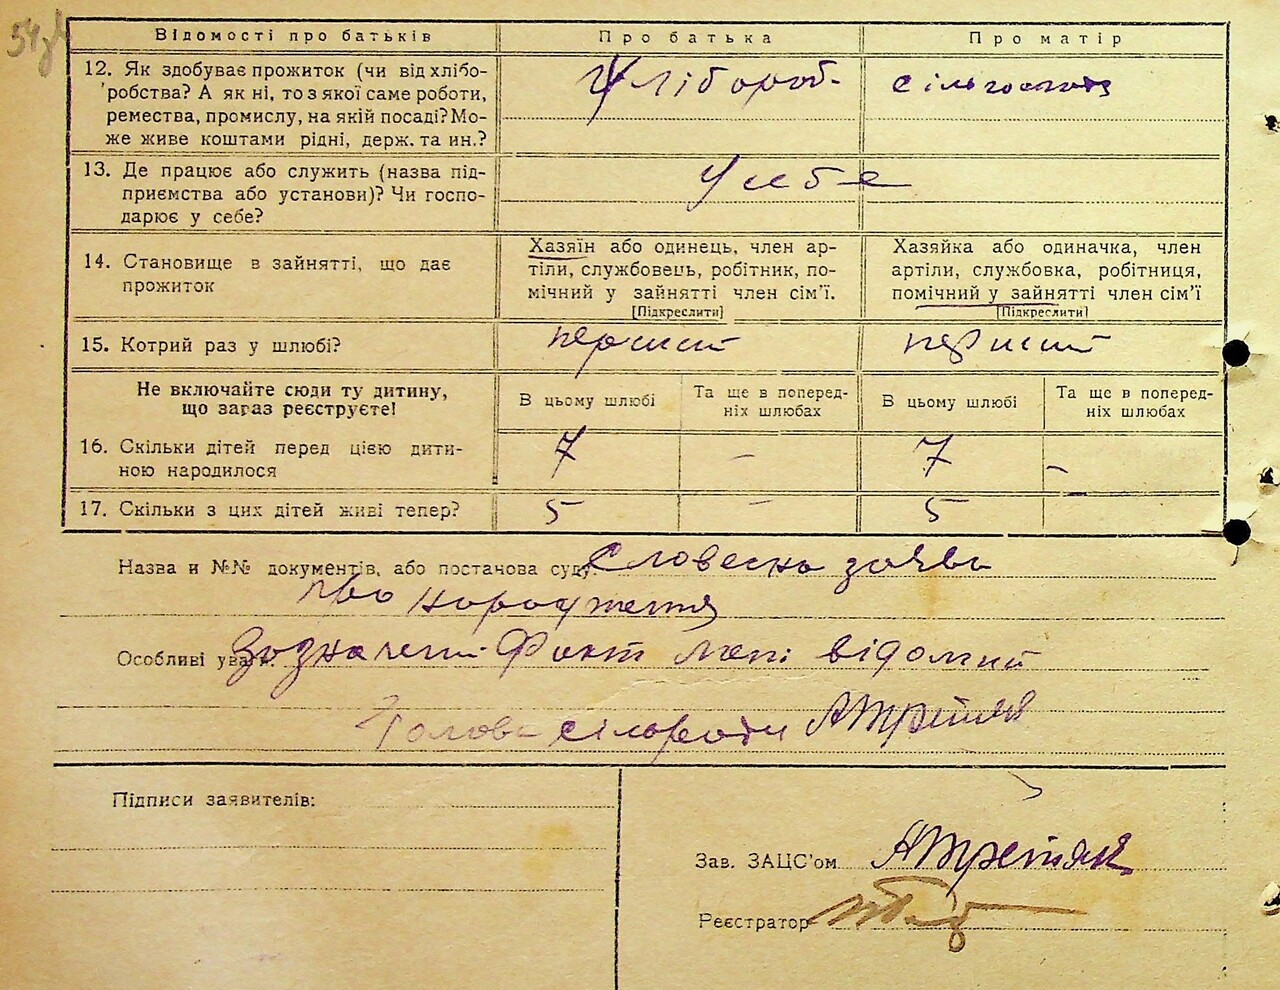 54
Відомості про батьків
Про батька
Про матір
12. Як здобуває прожиток (чи від хлібо-
робства? А як ні, то з якої саме роботи,
ремества, промислу, на якій посаді? Мо-
же живе коштами рідні, держ. та ин.?
Хлібороб.
13. Де працює або служить (назва під-
приємства або установи)? Чи госпо-
дарює у себе?
У себе
14. Становище в зайнятті, що дає
прожиток
Хазяїн або одинець, член ар-
тіли, службовець, робітник, по-
мічний у зайнятті член сім'ї.
[Підкреслити]
Хазяйка або одиначка, член
артіли, службовка, робітниця,
помічний у зайнятті член сім'ї
[Підкреслити]
15. Котрий раз у шлюбі?
перший
перший
Не включайте сюди ту дитину,
що зараз реєструєте!
В цьому шлюбі
Та ще в поперед-
ніх шлюбах
В цьому шлюбі
Та ще в поперед-
ніх шлюбах
16. Скільки дітей перед цією дити-
ною народилося
7
–
7
–
17. Скільки з цих дітей живі тепер?
5
–
5
Назва и №№ документів, або постанова суду: Словесна заява
про народження
Особливі уваги: Зазначений факт мені відомий
Голова сільради АТретяк
Підписи заявителів:
Зав. ЗАЦС'ом АТретяк
Реєстратор